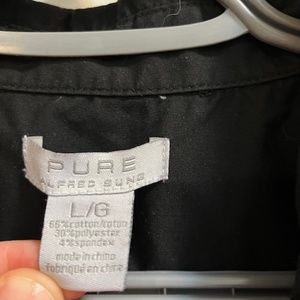 PURE
ALFRED SUNG
L/G
66%cotton/coton
30%polyester
4%spandex
made in china
fabriqué en chine